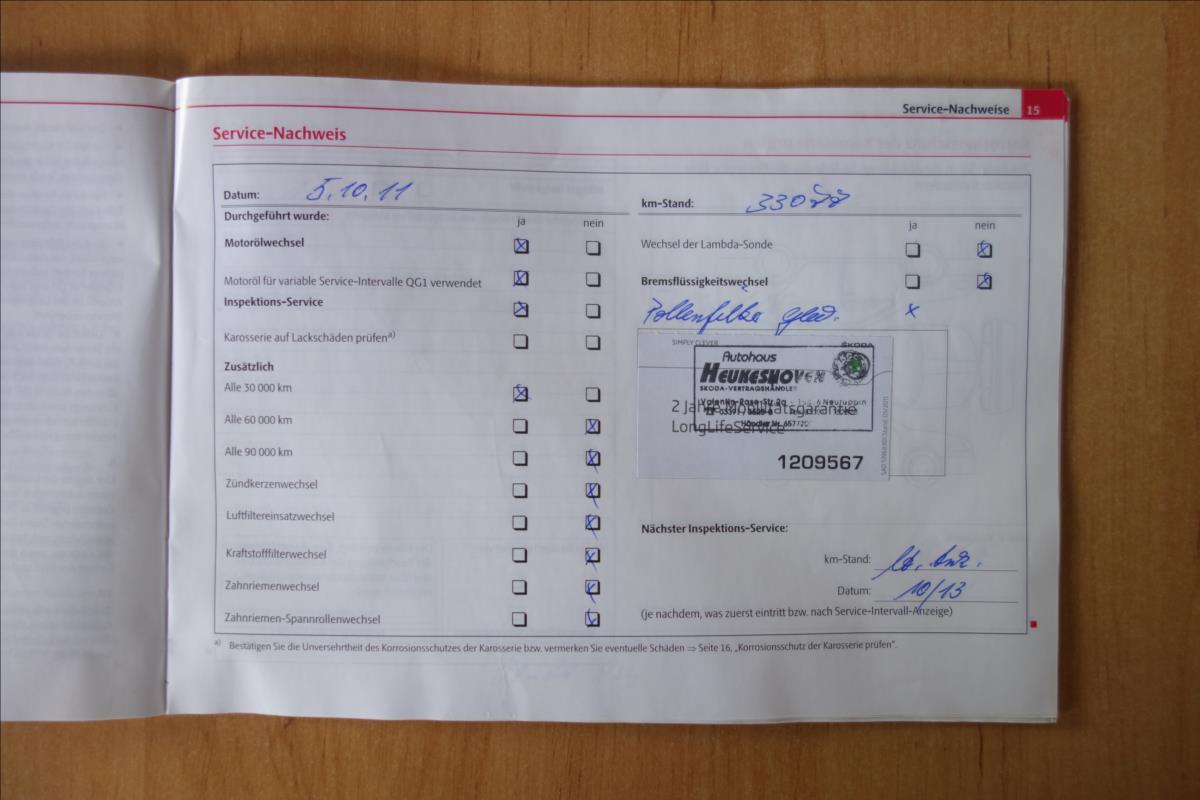 Service-Nachweise 15
Service-Nachweis
Datum: 5.10.11
km-Stand: 33088
Durchgeführt wurde:
ja nein
ja nein
Motorölwechsel
Motoröl für variable Service-Intervalle QG1 verwendet
Inspektions-Service
Karosserie auf Lackschäden prüfen a)
Zusätzlich
Alle 30 000 km
Alle 60 000 km
Alle 90 000 km
Zündkerzenwechsel
Luftfiltereinsatzwechsel
Kraftstofffilterwechsel
Zahnriemenwechsel
Zahnriemen-Spannrollenwechsel
Wechsel der Lambda-Sonde
Bremsflüssigkeitswechsel
Pollenfilter
SIMPLY CLEVER
ŠKODA
Autohaus
HEUKESHOVEN
SKODA-VERTRAGSHÄNDLER
2 Jahre Mobilitätsgarantie
LongLifeService
1209567
Nächster Inspektions-Service:
km-Stand:
Datum: 10/13
(je nachdem, was zuerst eintritt bzw. nach Service-Intervall-Anzeige)
a) Bestätigen Sie die Unversehrtheit des Korrosionsschutzes der Karosserie bzw. vermerken Sie eventuelle Schäden ⇒ Seite 16, „Korrosionsschutz der Karosserie prüfen“.